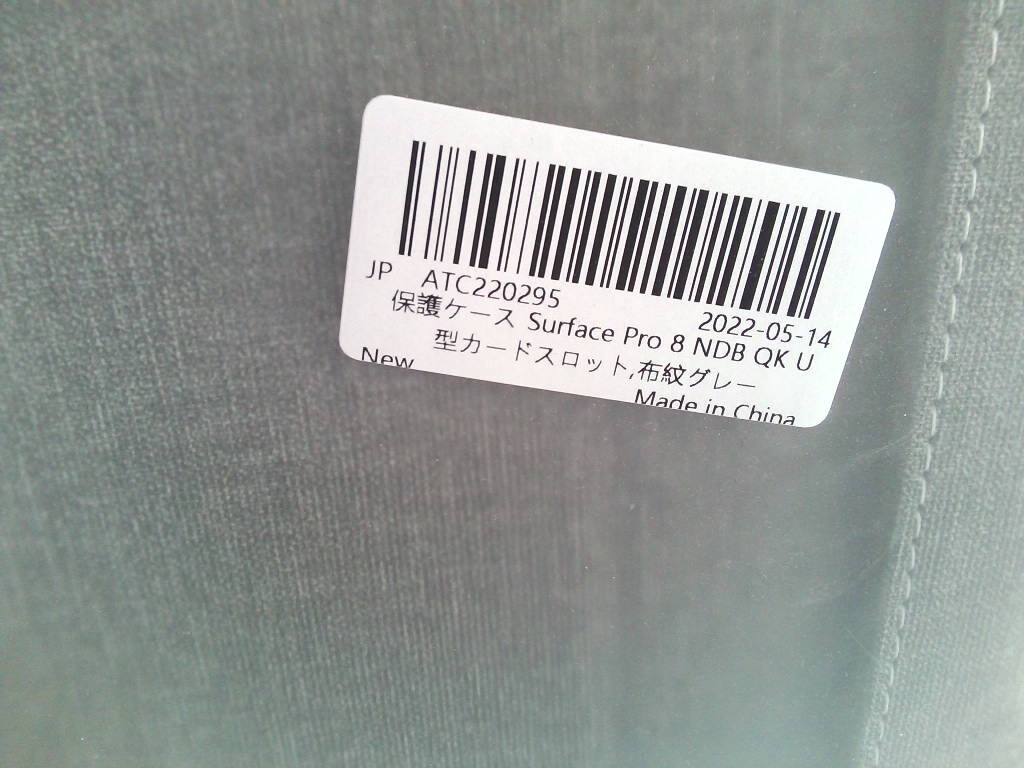 JP ATC220295 2022-05-14
保護ケース Surface Pro 8 NDB QK U
型カードスロット,布紋グレー
New Made in China